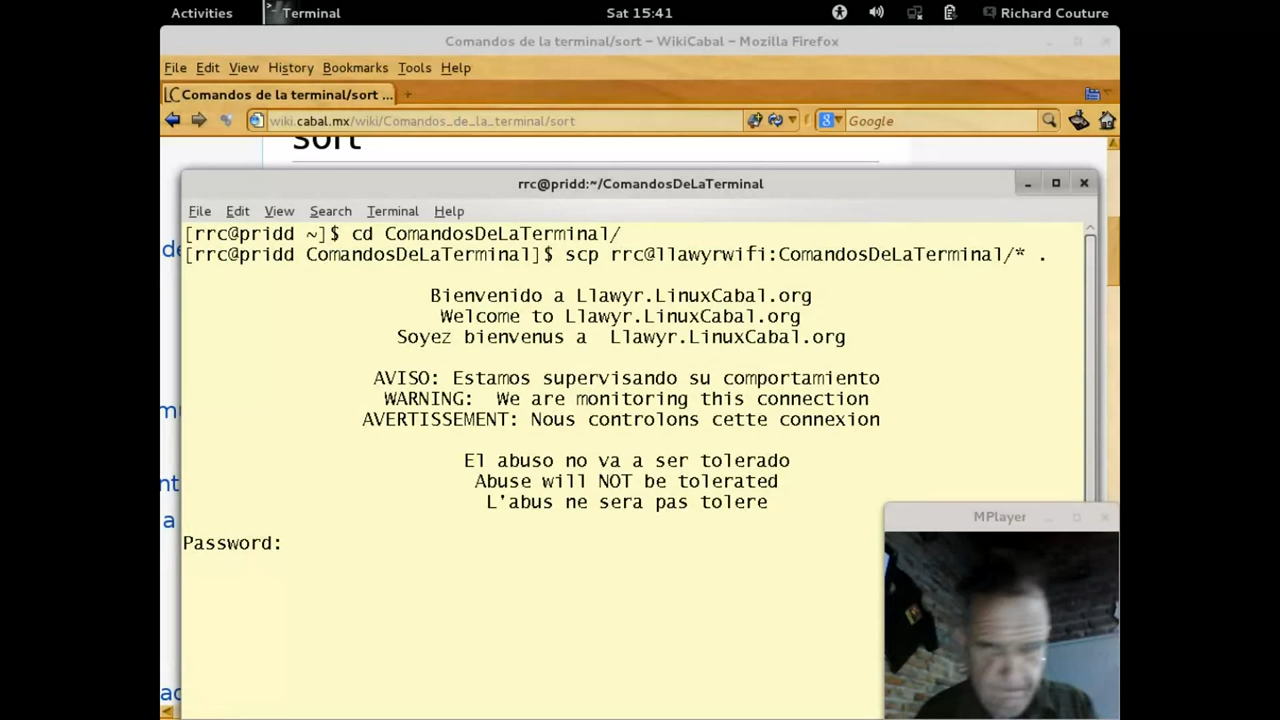 Activities Terminal Sat 15:41 Richard Couture
Comandos de la terminal/sort – WikiCabal – Mozilla Firefox
File Edit View History Bookmarks Tools Help
Comandos de la terminal/sort ...
wiki.cabal.mx/wiki/Comandos_de_la_terminal/sort Google
Sort
rrc@pridd:~/ComandosDeLaTerminal
File Edit View Search Terminal Help
[rrc@pridd ~]$ cd ComandosDeLaTerminal/
[rrc@pridd ComandosDeLaTerminal]$ scp rrc@llawyrwifi:ComandosDeLaTerminal/* .
Bienvenido a Llawyr.LinuxCabal.org
Welcome to Llawyr.LinuxCabal.org
Soyez bienvenus a Llawyr.LinuxCabal.org
AVISO: Estamos supervisando su comportamiento
WARNING: We are monitoring this connection
AVERTISSEMENT: Nous controlons cette connexion
El abuso no va a ser tolerado
Abuse will NOT be tolerated
L'abus ne sera pas tolere
MPlayer
Password: